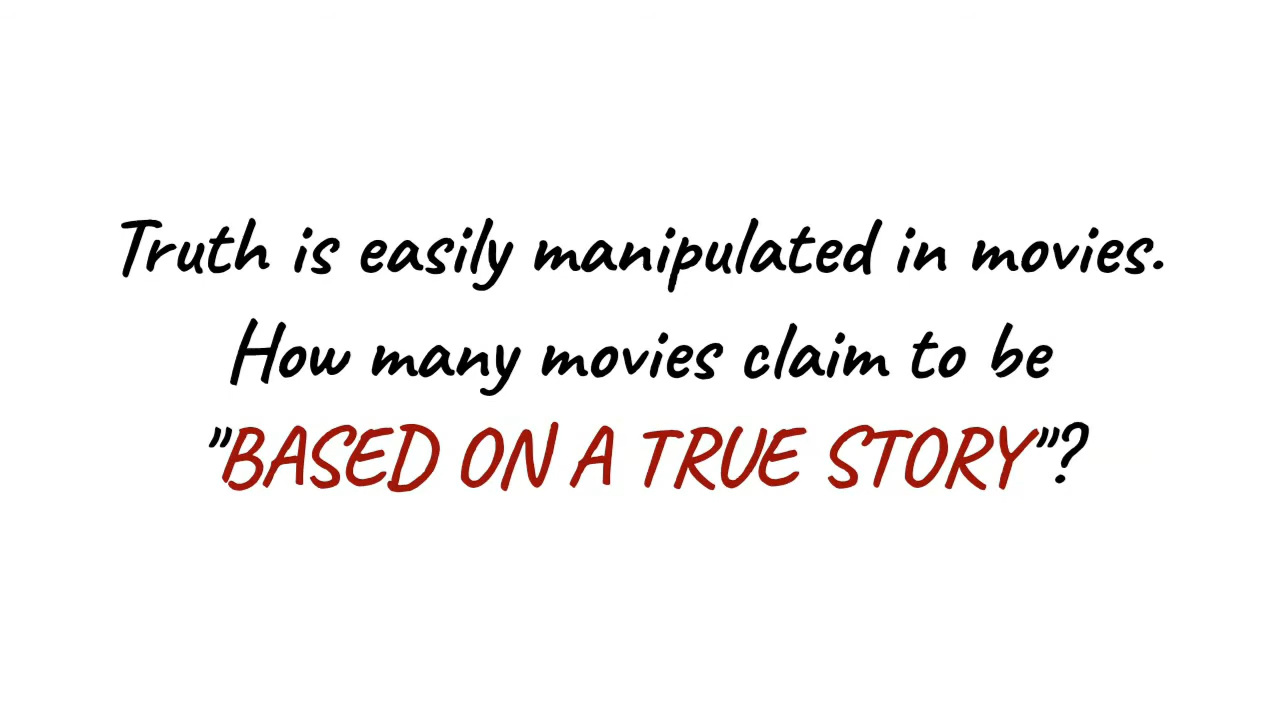 Truth is easily manipulated in movies.
How many movies claim to be
"BASED ON A TRUE STORY"?